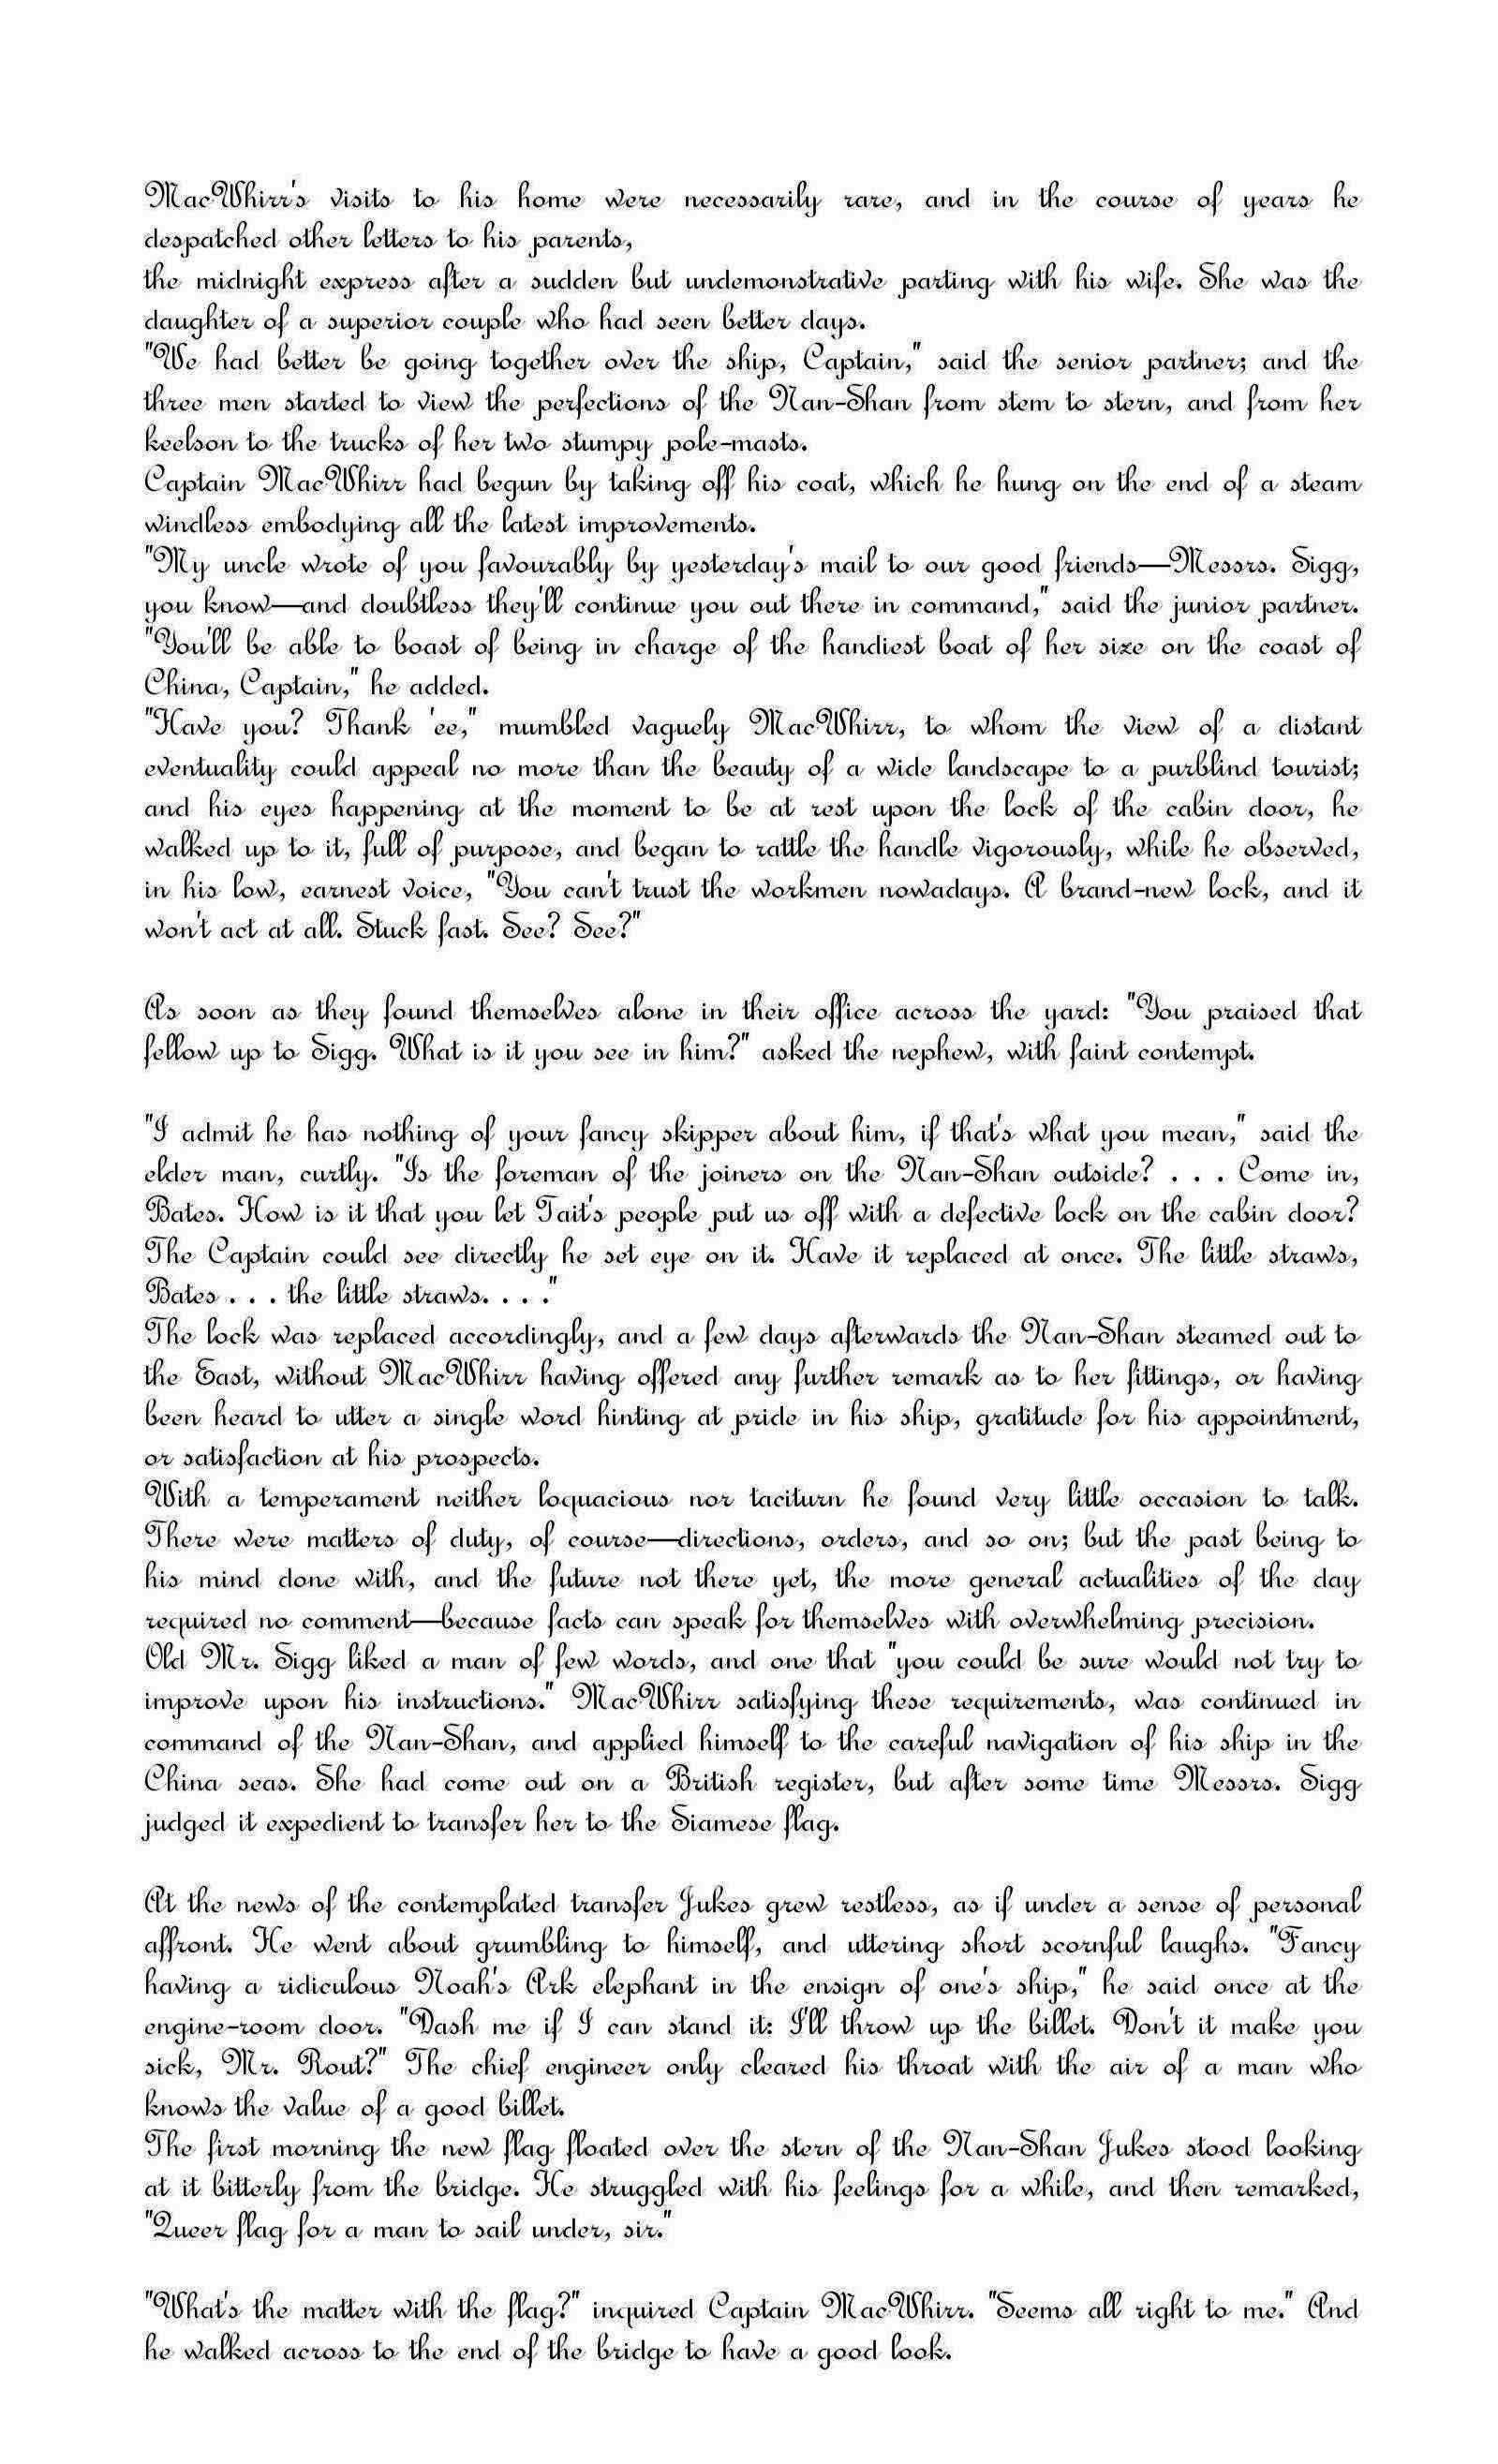 MacWhirr's visits to his home were necessarily rare, and in the course of years he
despatched other letters to his parents,
the midnight express after a sudden but undemonstrative parting with his wife. She was the
daughter of a superior couple who had seen better days.
"We had better be going together over the ship, Captain," said the senior partner; and the
three men started to view the perfections of the Nan-Shan from stem to stern, and from her
keelson to the trucks of her two stumpy pole-masts.
Captain MacWhirr had begun by taking off his coat, which he hung on the end of a steam
windless embodying all the latest improvements.
"My uncle wrote of you favourably by yesterday's mail to our good friends—Messrs. Sigg,
you know—and doubtless they'll continue you out there in command," said the junior partner.
"You'll be able to boast of being in charge of the handiest boat of her size on the coast of
China, Captain," he added.
"Have you? Thank 'ee," mumbled vaguely MacWhirr, to whom the view of a distant
eventuality could appeal no more than the beauty of a wide landscape to a purblind tourist;
and his eyes happening at the moment to be at rest upon the lock of the cabin door, he
walked up to it, full of purpose, and began to rattle the handle vigorously, while he observed,
in his low, earnest voice, "You can't trust the workmen nowadays. A brand-new lock, and it
won't act at all. Stuck fast. See? See?"

As soon as they found themselves alone in their office across the yard: "You praised that
fellow up to Sigg. What is it you see in him?" asked the nephew, with faint contempt.

"I admit he has nothing of your fancy skipper about him, if that's what you mean," said the
elder man, curtly. "Is the foreman of the joiners on the Nan-Shan outside? . . . Come in,
Bates. How is it that you let Tait's people put us off with a defective lock on the cabin door?
The Captain could see directly he set eye on it. Have it replaced at once. The little straws,
Bates . . . the little straws. . . ."
The lock was replaced accordingly, and a few days afterwards the Nan-Shan steamed out to
the East, without MacWhirr having offered any further remark as to her fittings, or having
been heard to utter a single word hinting at pride in his ship, gratitude for his appointment,
or satisfaction at his prospects.
With a temperament neither loquacious nor taciturn he found very little occasion to talk.
There were matters of duty, of course—directions, orders, and so on; but the past being to
his mind done with, and the future not there yet, the more general actualities of the day
required no comment—because facts can speak for themselves with overwhelming precision.
Old Mr. Sigg liked a man of few words, and one that "you could be sure would not try to
improve upon his instructions." MacWhirr satisfying these requirements, was continued in
command of the Nan-Shan, and applied himself to the careful navigation of his ship in the
China seas. She had come out on a British register, but after some time Messrs. Sigg
judged it expedient to transfer her to the Siamese flag.

At the news of the contemplated transfer Jukes grew restless, as if under a sense of personal
affront. He went about grumbling to himself, and uttering short scornful laughs. "Fancy
having a ridiculous Noah's Ark elephant in the ensign of one's ship," he said once at the
engine-room door. "Dash me if I can stand it: I'll throw up the billet. Don't it make you
sick, Mr. Rout?" The chief engineer only cleared his throat with the air of a man who
knows the value of a good billet.
The first morning the new flag floated over the stern of the Nan-Shan Jukes stood looking
at it bitterly from the bridge. He struggled with his feelings for a while, and then remarked,
"Queer flag for a man to sail under, sir."

"What's the matter with the flag?" inquired Captain MacWhirr. "Seems all right to me." And
he walked across to the end of the bridge to have a good look.